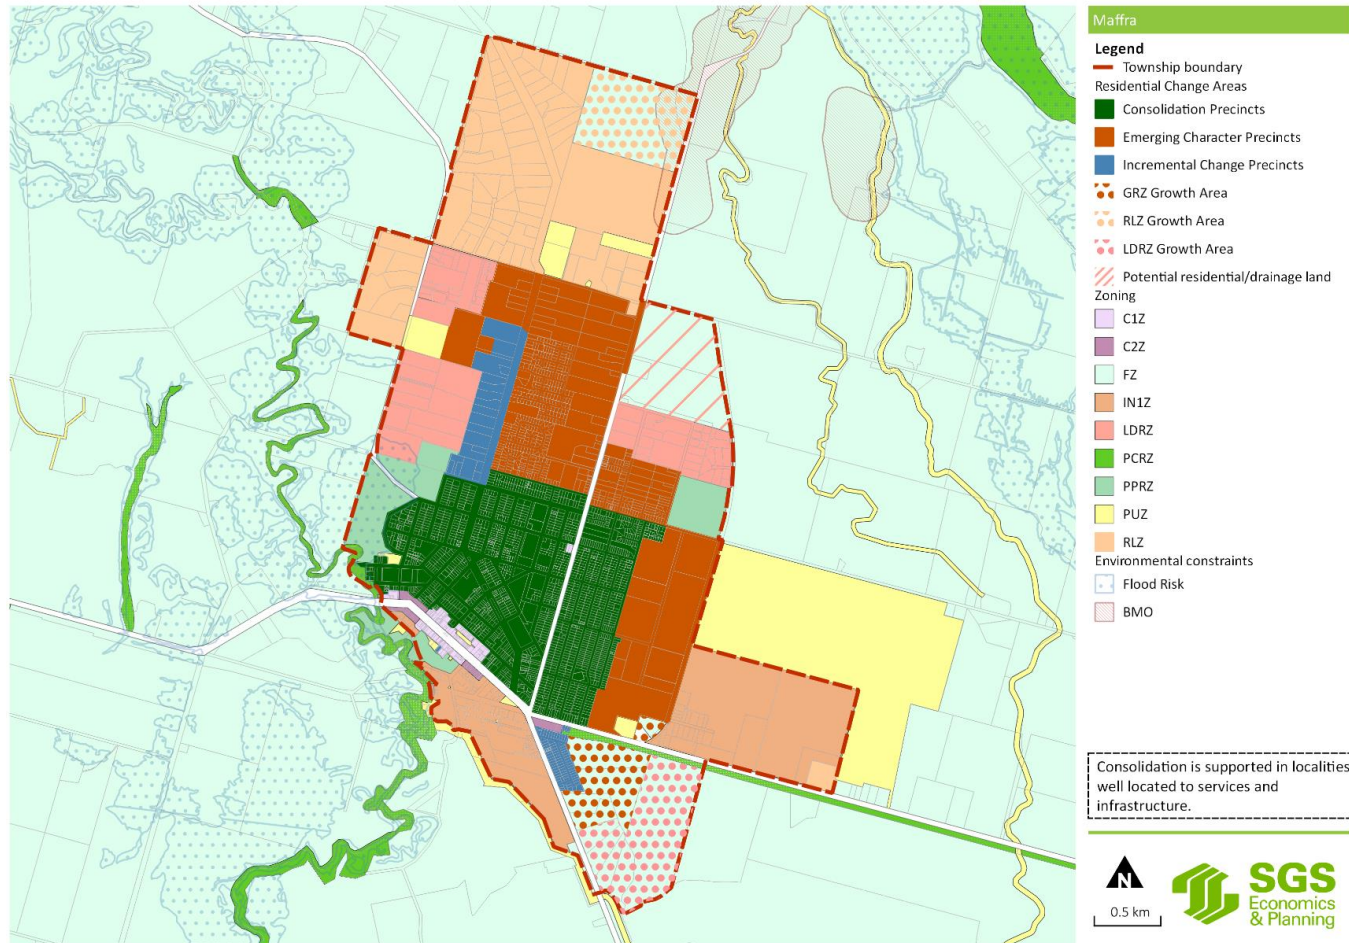 Maffra
Legend
Township boundary
Residential Change Areas
Consolidation Precincts
Emerging Character Precincts
Incremental Change Precincts
GRZ Growth Area
RLZ Growth Area
LDRZ Growth Area
Potential residential/drainage land
Zoning
C1Z
C2Z
FZ
IN1Z
LDRZ
PCRZ
PPRZ
PUZ
RLZ
Environmental constraints
Flood Risk
BMO
Consolidation is supported in localities
well located to services and
infrastructure.
N
0.5 km
SGS
Economics
& Planning